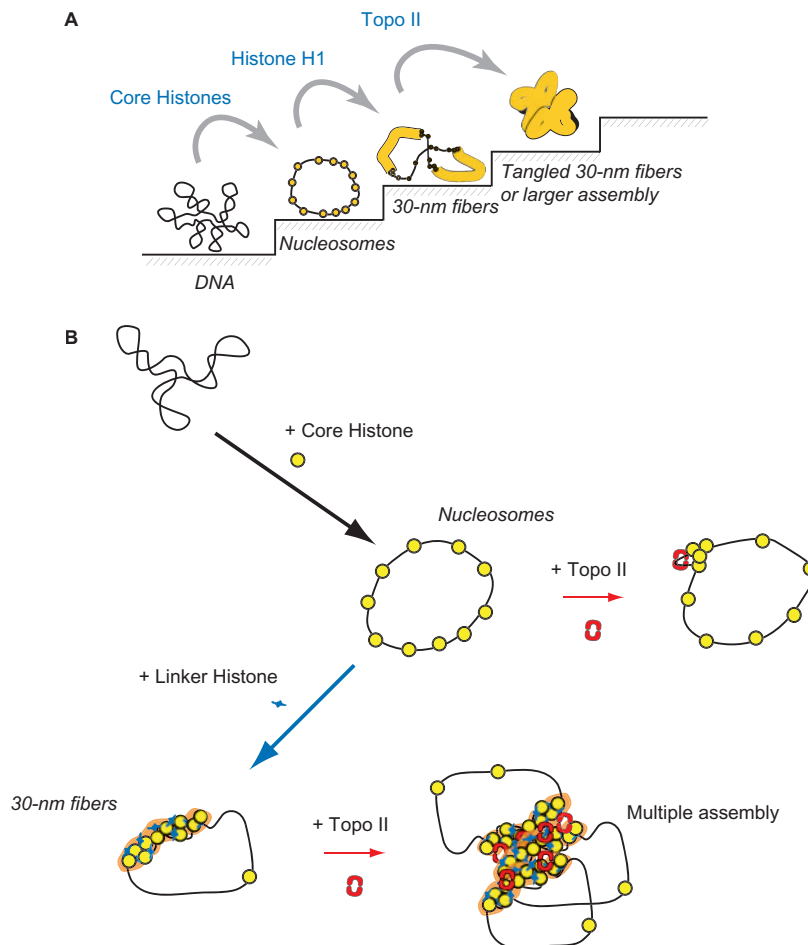 A
Topo II
Histone H1
Core Histones
Tangled 30-nm fibers
or larger assembly
30-nm fibers
Nucleosomes
DNA
B
+ Core Histone
Nucleosomes
+ Topo II
+ Linker Histone
30-nm fibers
+ Topo II
Multiple assembly